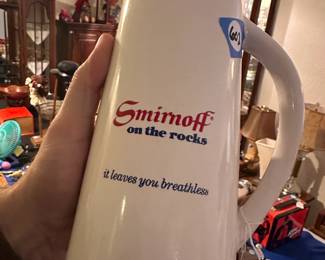 Smirnoff®
on the rocks
it leaves you breathless